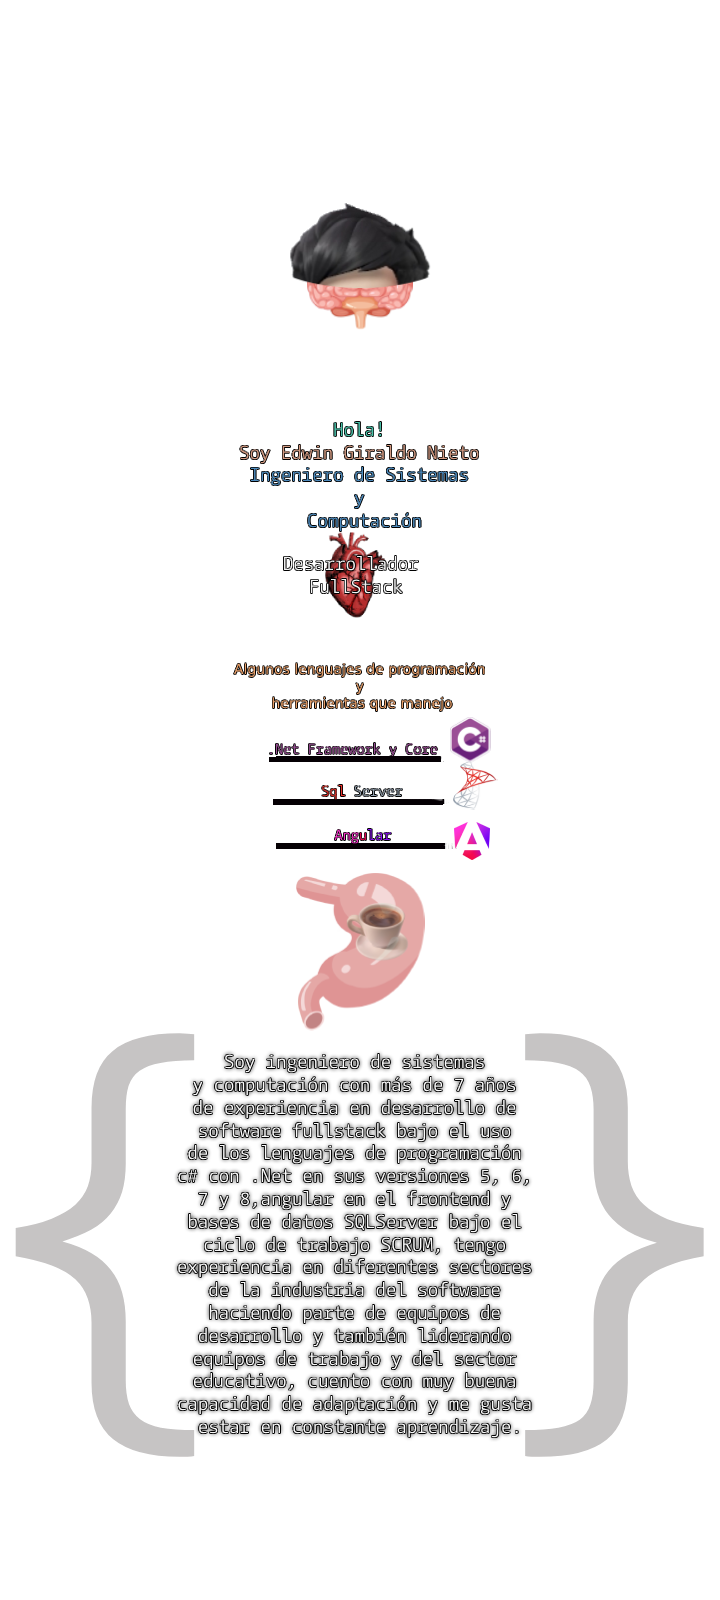 Hola!
Soy Edwin Giraldo Nieto
Ingeniero de Sistemas
y
Computación
Desarrollador
FullStack
Algunos lenguajes de programación
y
herramientas que manejo
.Net Framework y Core
Sql Server
Angular
Soy ingeniero de sistemas
y computación con más de 7 años
de experiencia en desarrollo de
software fullstack bajo el uso
de los lenguajes de programación
c# con .Net en sus versiones 5, 6,
7 y 8,angular en el frontend y
bases de datos SQLServer bajo el
ciclo de trabajo SCRUM, tengo
experiencia en diferentes sectores
de la industria del software
haciendo parte de equipos de
desarrollo y también liderando
equipos de trabajo y del sector
educativo, cuento con muy buena
capacidad de adaptación y me gusta
estar en constante aprendizaje.